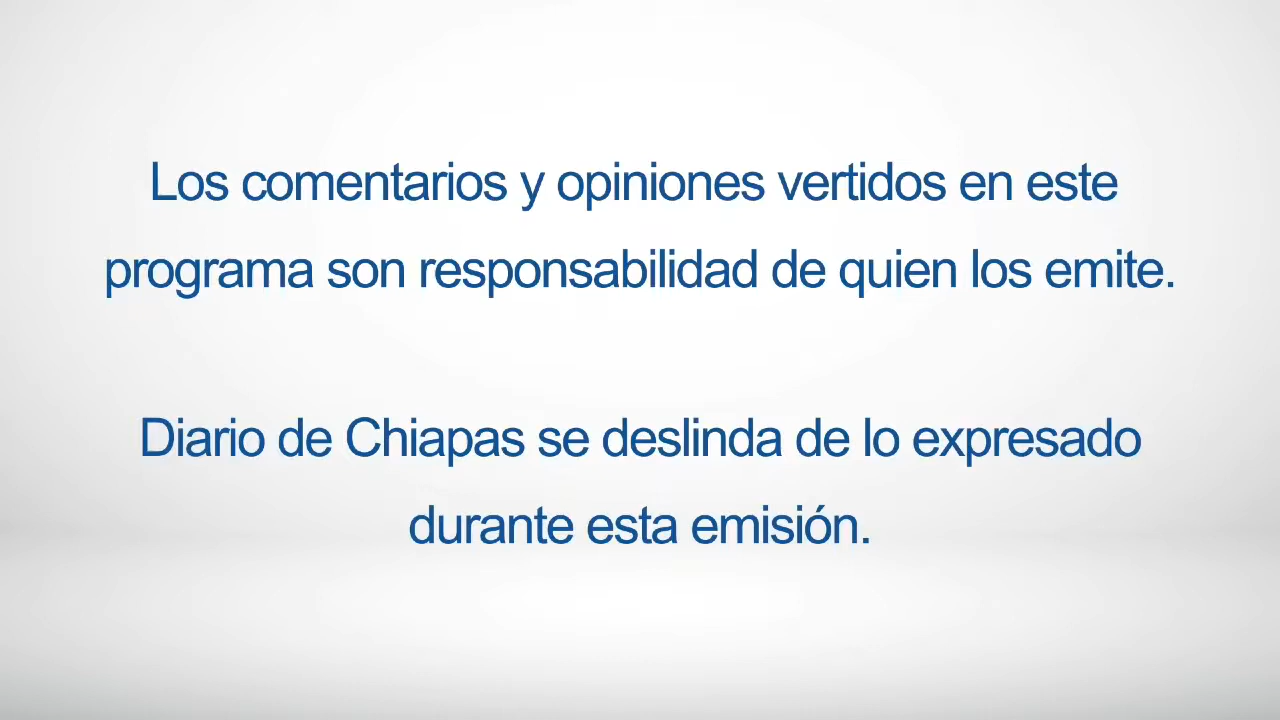 Los comentarios y opiniones vertidos en este
programa son responsabilidad de quien los emite.
Diario de Chiapas se deslinda de lo expresado
durante esta emisión.